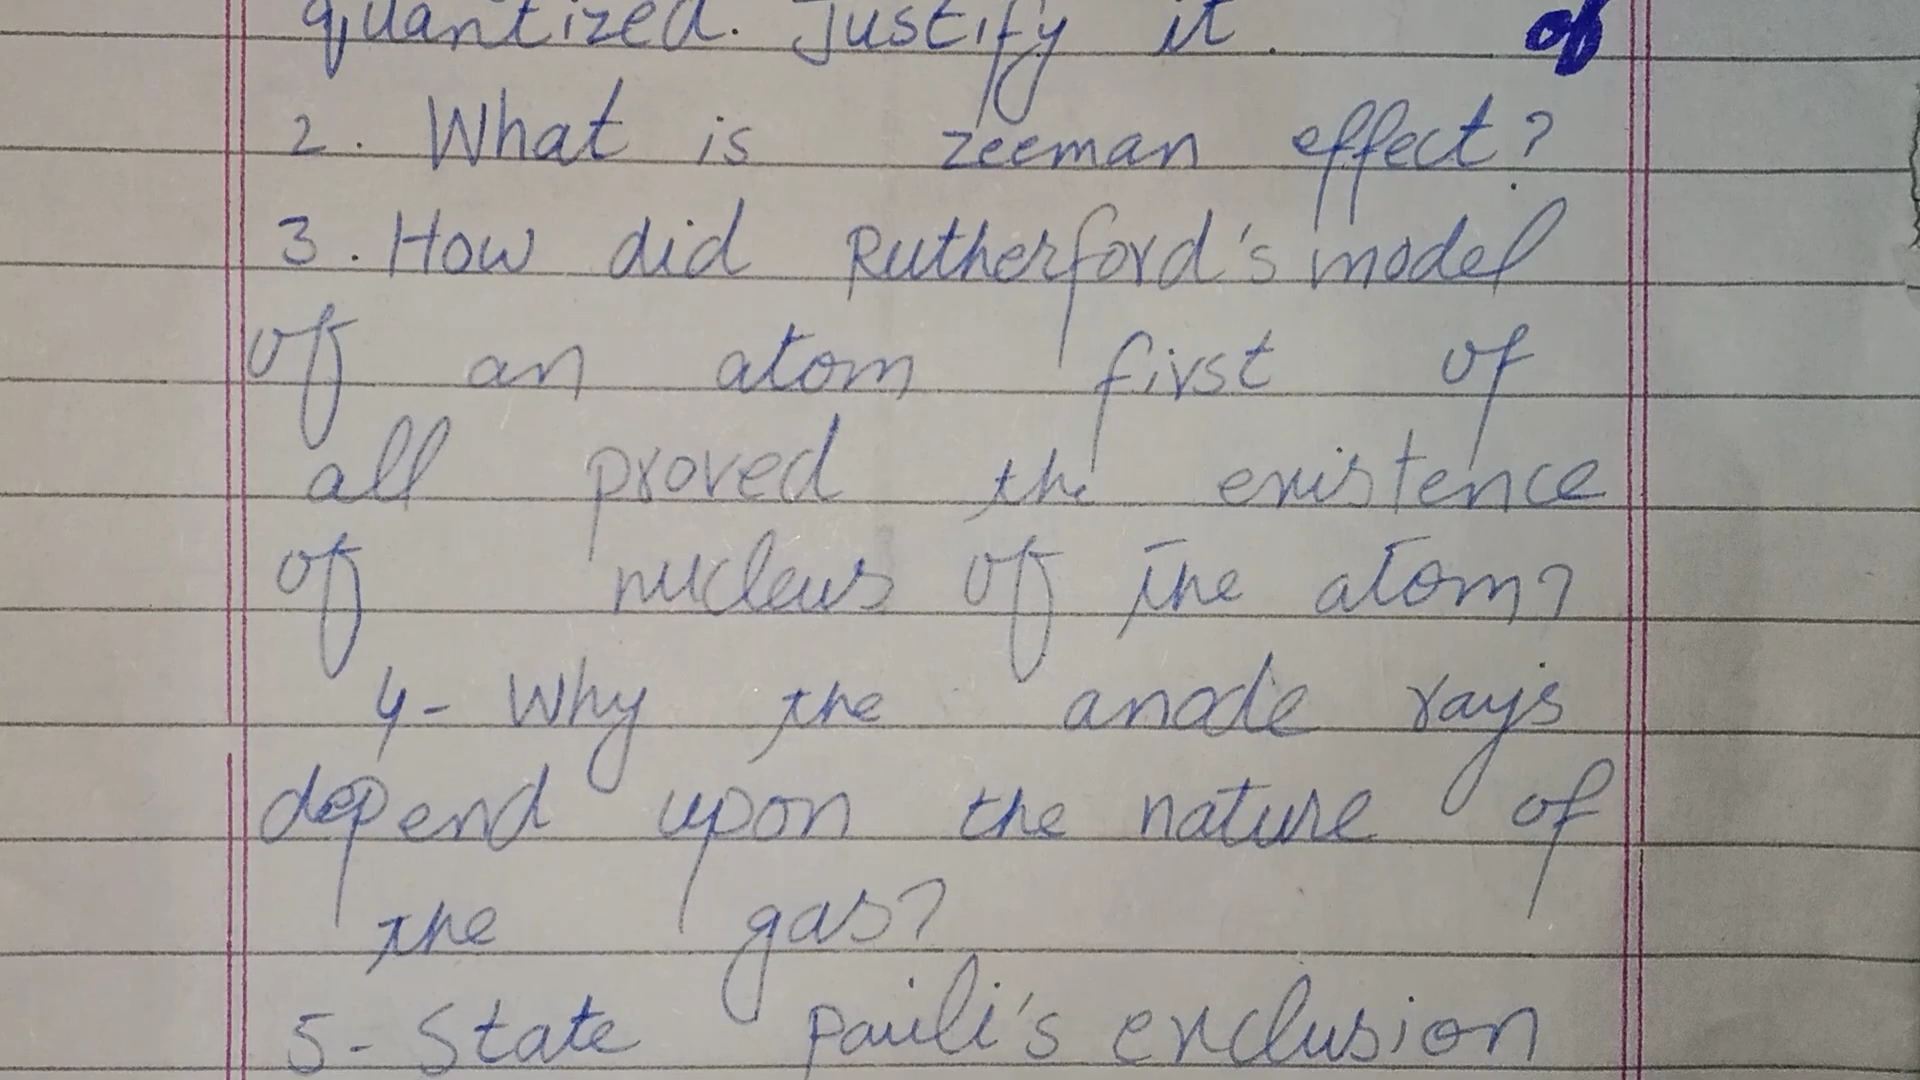 quantized. Justify it. of
2. What is zeeman effect?
3. How did Rutherford's model
of an atom first of
all proved the existence
of nucleus of the atom?
4- Why the anode rays
depend upon the nature of
the gas?
5- State Pauli's exclusion